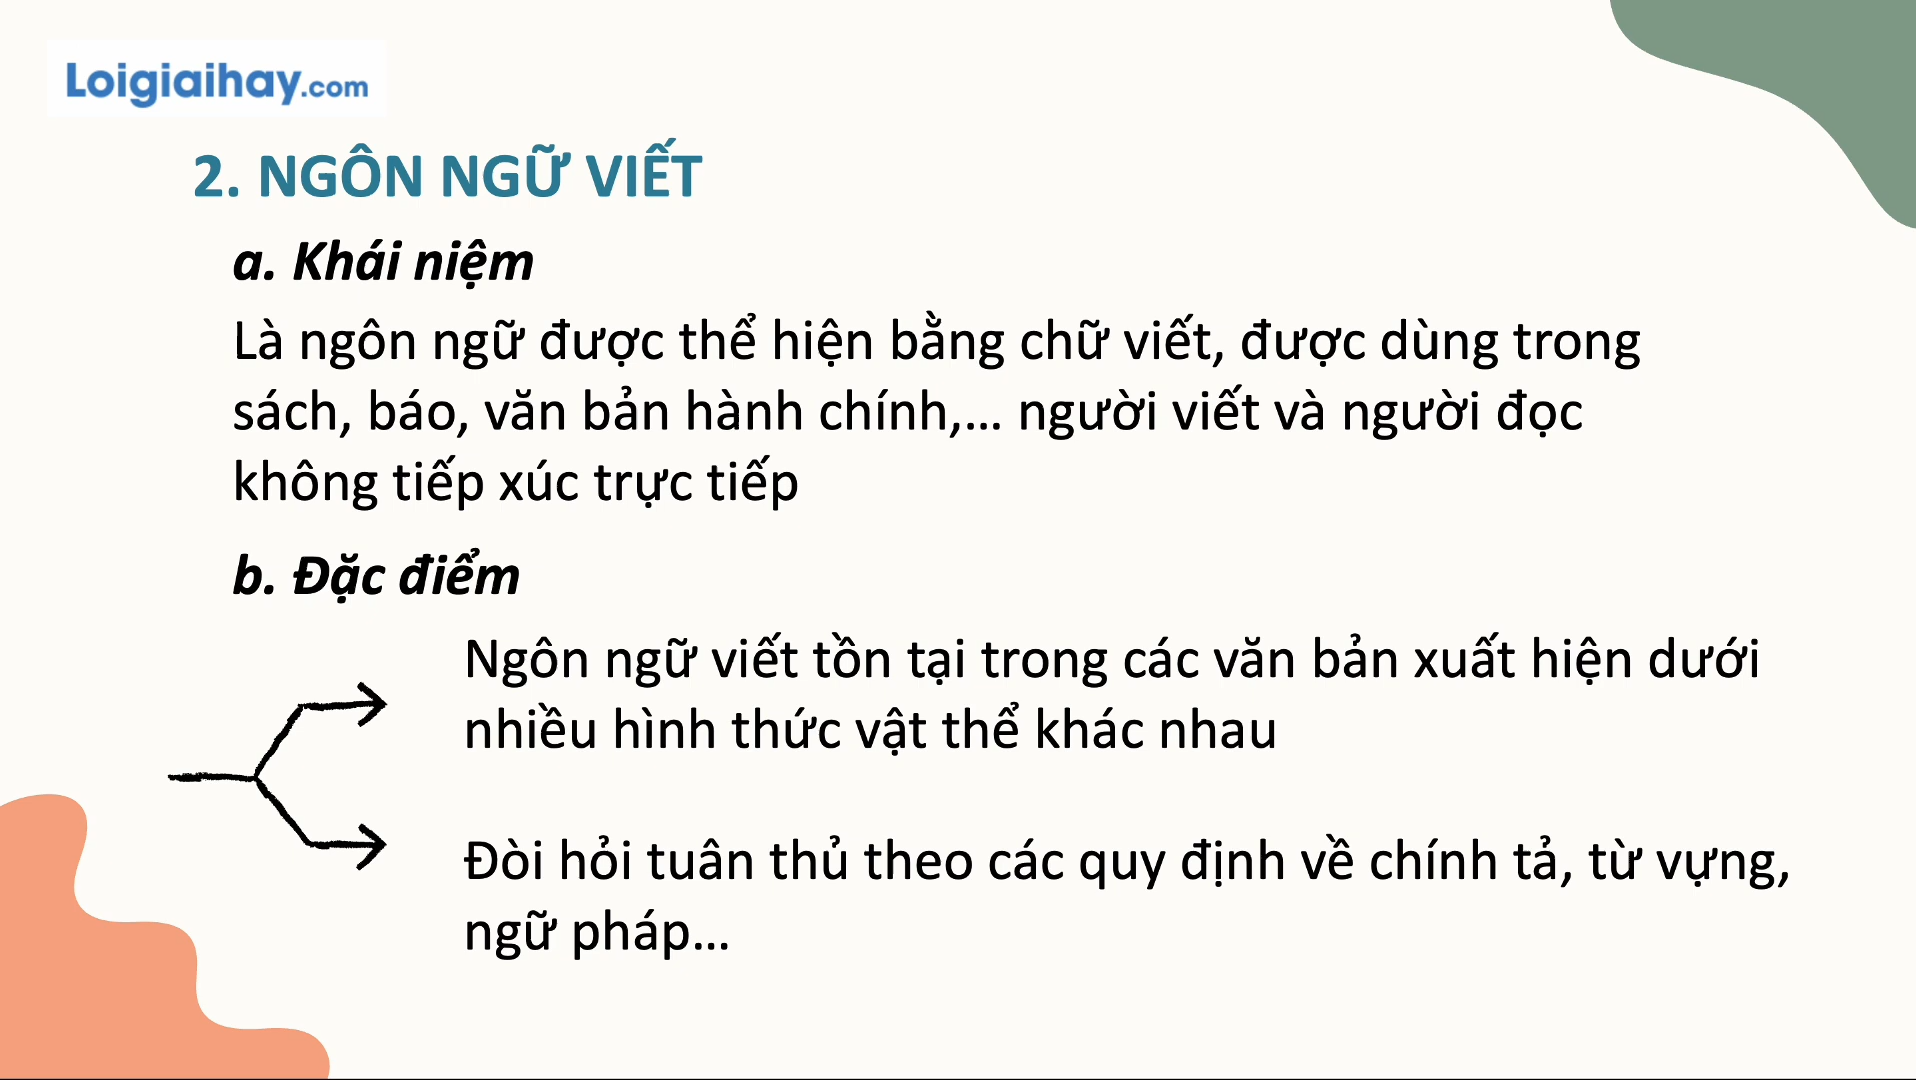 Loigiaihay.com
2. NGÔN NGỮ VIẾT
a. Khái niệm
Là ngôn ngữ được thể hiện bằng chữ viết, được dùng trong
sách, báo, văn bản hành chính,... người viết và người đọc
không tiếp xúc trực tiếp
b. Đặc điểm
Ngôn ngữ viết tồn tại trong các văn bản xuất hiện dưới
nhiều hình thức vật thể khác nhau
Đòi hỏi tuân thủ theo các quy định về chính tả, từ vựng,
ngữ pháp...